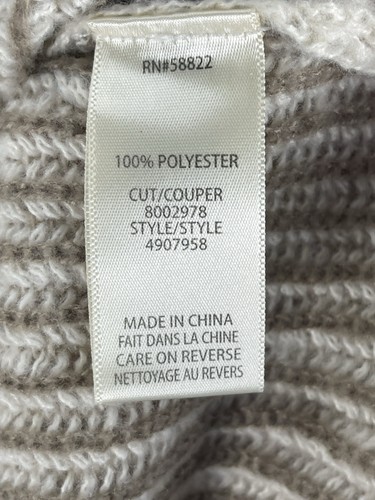 RN#58822
100% POLYESTER
CUT/COUPER
8002978
STYLE/STYLE
4907958
MADE IN CHINA
FAIT DANS LA CHINE
CARE ON REVERSE
NETTOYAGE AU REVERS